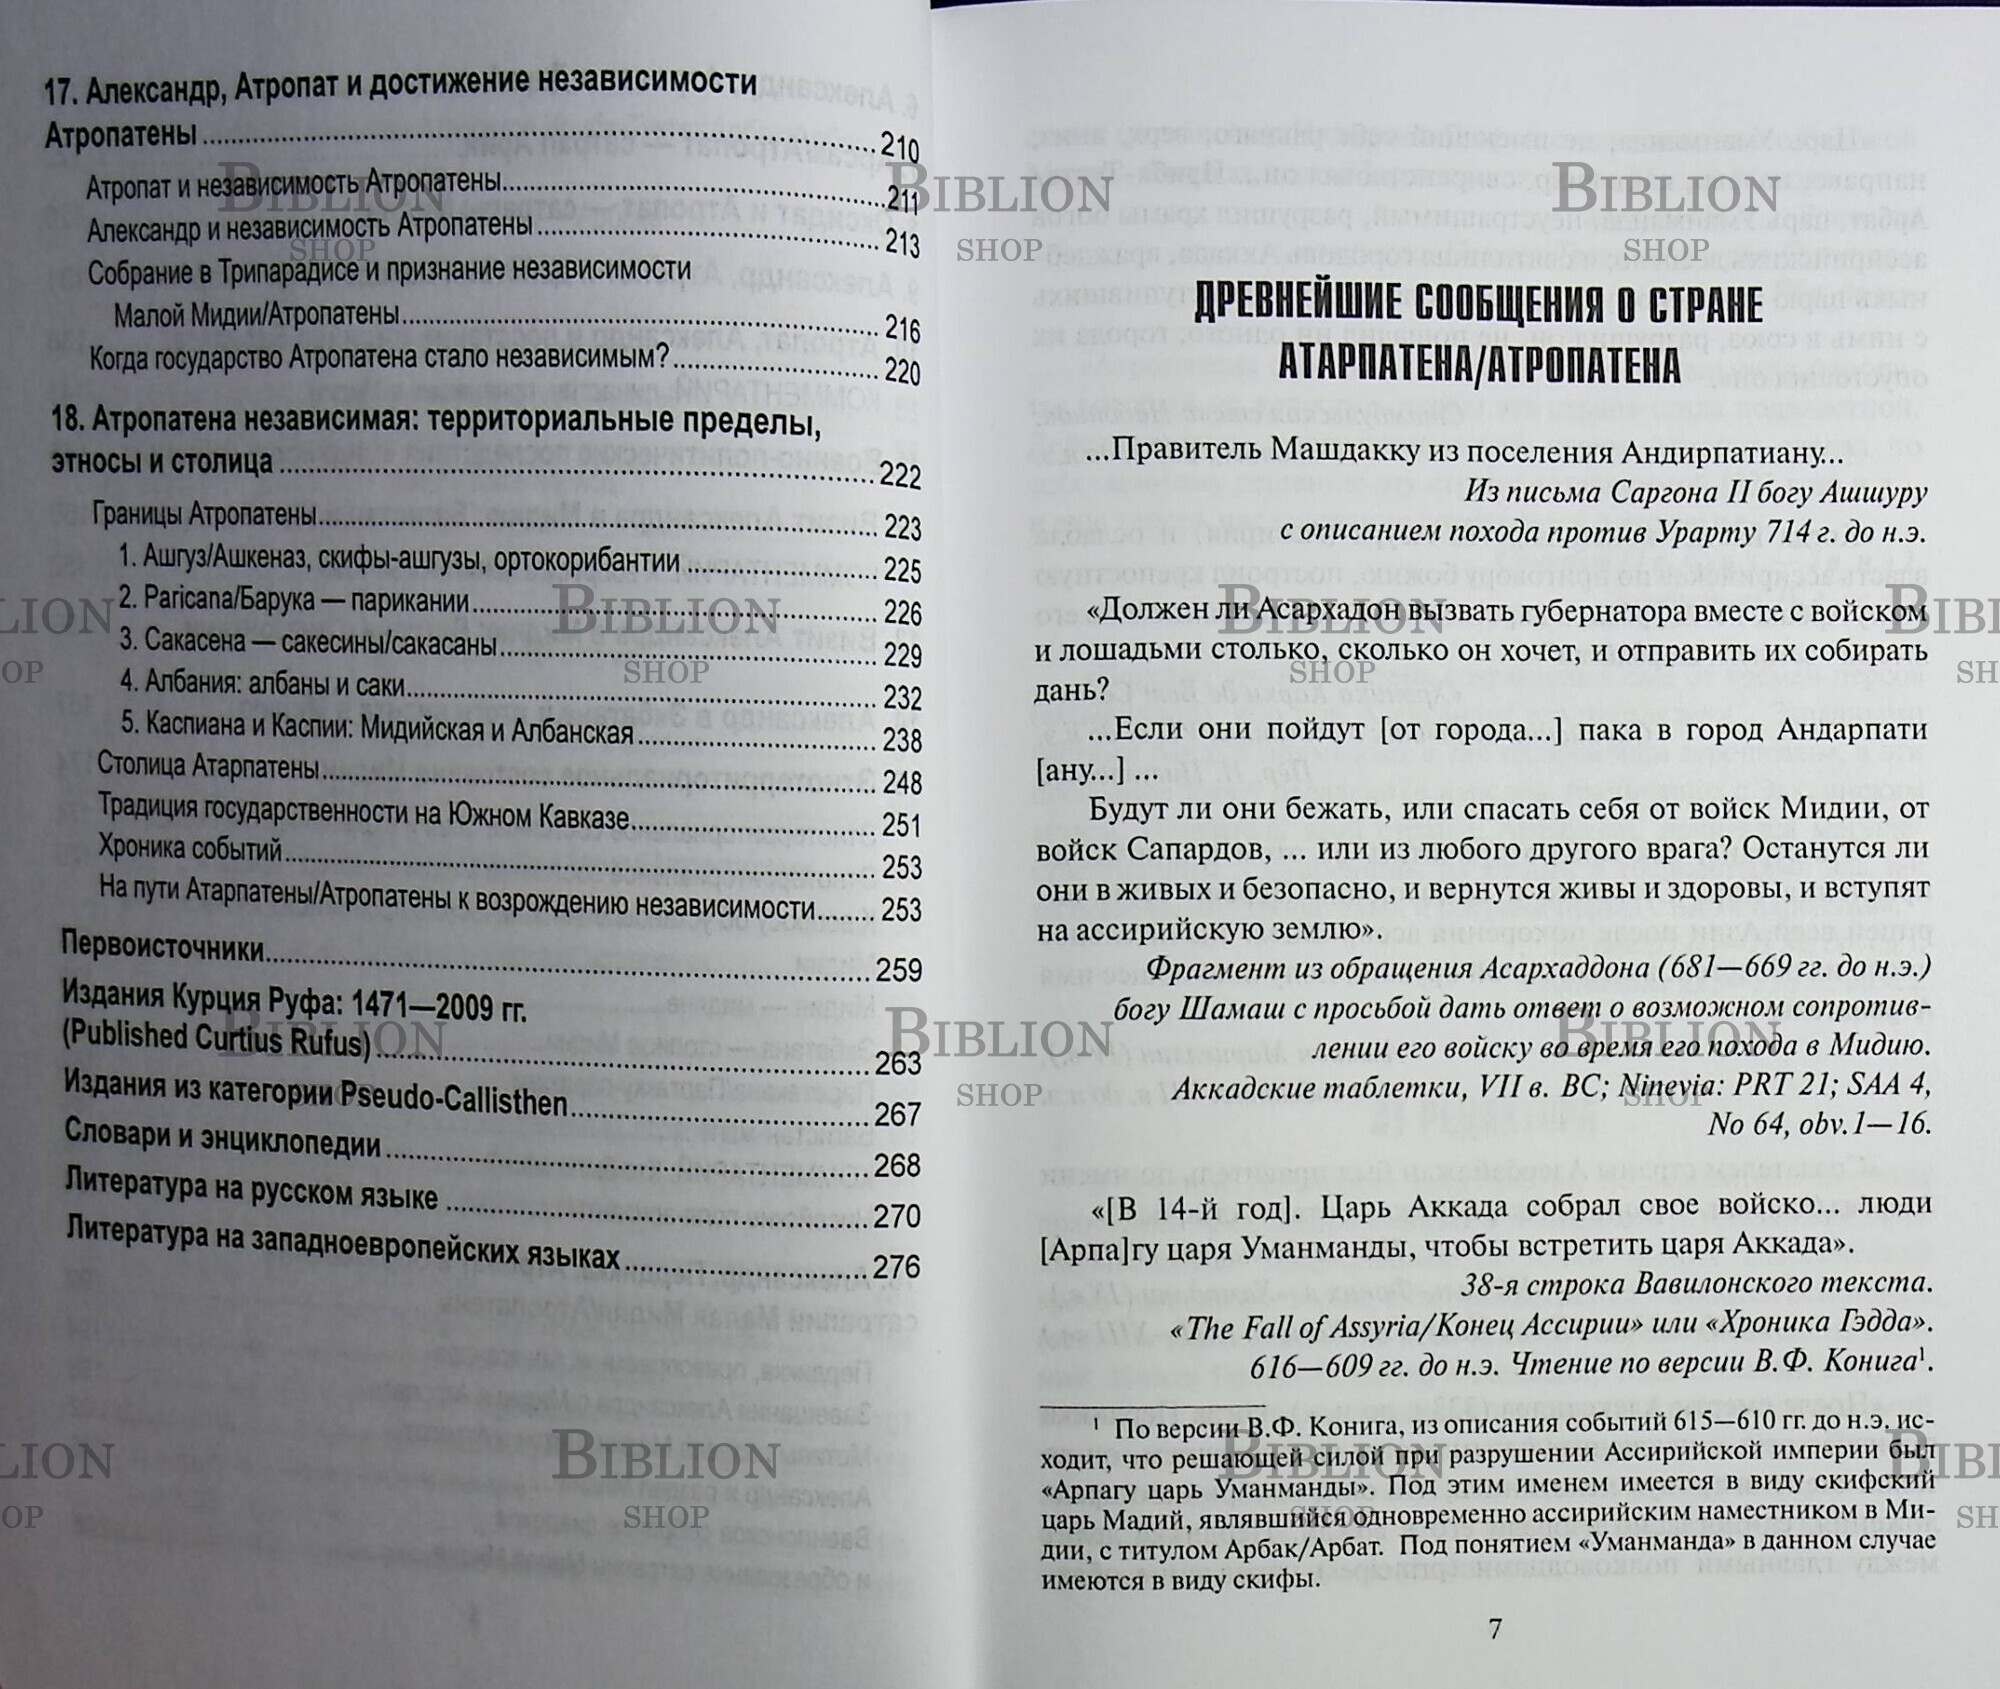 17. Александр, Атропат и достижение независимости
Атропатены ........ 210
Атропат и независимость Атропатены ........ 211
Александр и независимость Атропатены ........ 213
Собрание в Трипарадисе и признание независимости
Малой Мидии/Атропатены ........ 216
Когда государство Атропатена стало независимым? ........ 220
18. Атропатена независимая: территориальные пределы,
этносы и столица ........ 222
Границы Атропатены ........ 223
1. Ашгуз/Ашкеназ, скифы-ашгузы, ортокорибантии ........ 225
2. Paricana/Барука — парикании ........ 226
3. Сакасена — сакесины/сакасаны ........ 229
4. Албания: албаны и саки ........ 232
5. Каспиана и Каспии: Мидийская и Албанская ........ 238
Столица Атарпатены ........ 248
Традиция государственности на Южном Кавказе ........ 251
Хроника событий ........ 253
На пути Атарпатены/Атропатены к возрождению независимости ........ 253
Первоисточники ........ 259
Издания Курция Руфа: 1471—2009 гг.
(Published Curtius Rufus) ........ 263
Издания из категории Pseudo-Callisthen ........ 267
Словари и энциклопедии ........ 268
Литература на русском языке ........ 270
Литература на западноевропейских языках ........ 276
ДРЕВНЕЙШИЕ СООБЩЕНИЯ О СТРАНЕ
АТАРПАТЕНА/АТРОПАТЕНА
...Правитель Машдакку из поселения Андирпатиану...
Из письма Саргона II богу Ашшуру
с описанием похода против Урарту 714 г. до н.э.
«Должен ли Асархадон вызвать губернатора вместе с войском
и лошадьми столько, сколько он хочет, и отправить их собирать
дань?
...Если они пойдут [от города...] пака в город Андарпати
[ану...] ...
Будут ли они бежать, или спасать себя от войск Мидии, от
войск Сапардов, ... или из любого другого врага? Останутся ли
они в живых и безопасно, и вернутся живы и здоровы, и вступят
на ассирийскую землю».
Фрагмент из обращения Асархаддона (681—669 гг. до н.э.)
богу Шамаш с просьбой дать ответ о возможном сопротив-
лении его войску во время его похода в Мидию.
Аккадские таблетки, VII в. BC; Ninevia: PRT 21; SAA 4,
No 64, obv. 1—16.
«[В 14-й год]. Царь Аккада собрал свое войско... люди
[Арпа]гу царя Уманманды, чтобы встретить царя Аккада».
38-я строка Вавилонского текста.
«The Fall of Assyria/Конец Ассирии» или «Хроника Гэдда».
616—609 гг. до н.э. Чтение по версии В.Ф. Конига¹.
¹ По версии В.Ф. Конига, из описания событий 615—610 гг. до н.э. ис-
ходит, что решающей силой при разрушении Ассирийской империи был
«Арпагу царь Уманманды». Под этим именем имеется в виду скифский
царь Мадий, являвшийся одновременно ассирийским наместником в Ми-
дии, с титулом Арбак/Арбат. Под понятием «Уманманда» в данном случае
имеются в виду скифы.
7
BIBLION
SHOP